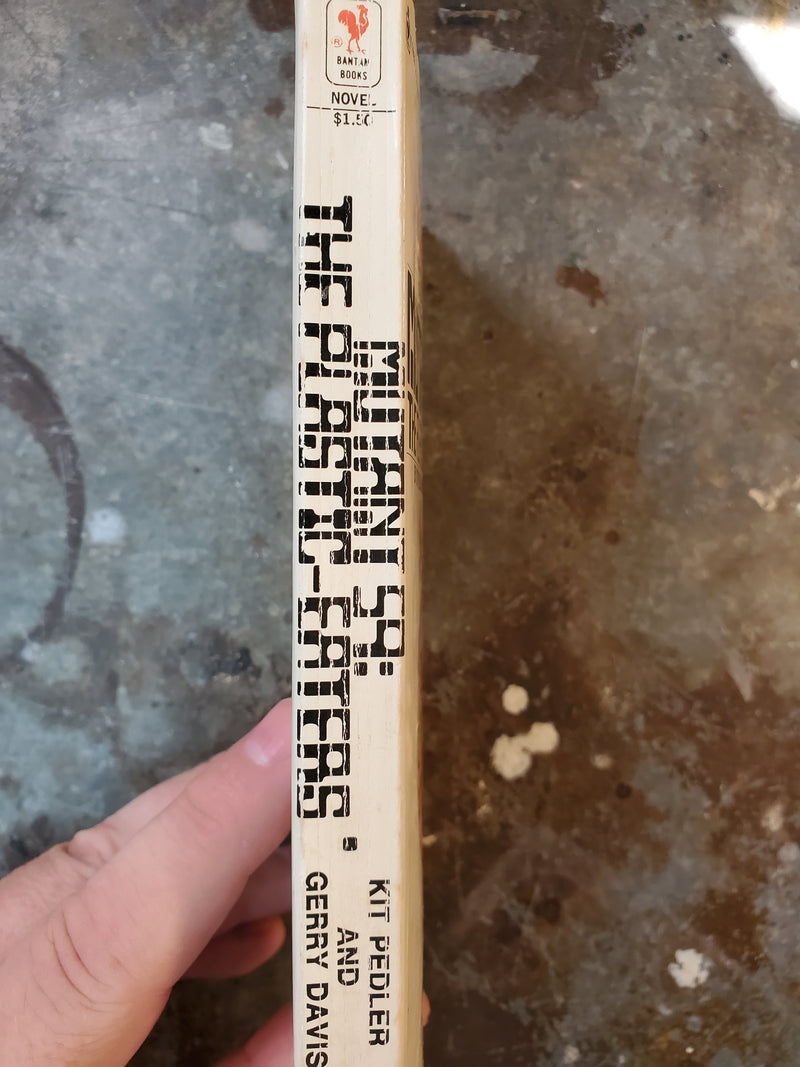 BANTAM
BOOKS
NOVEL
$1.50
MUTANT 59:
THE PLASTIC-EATERS.
KIT PEDLER
AND
GERRY DAVIS